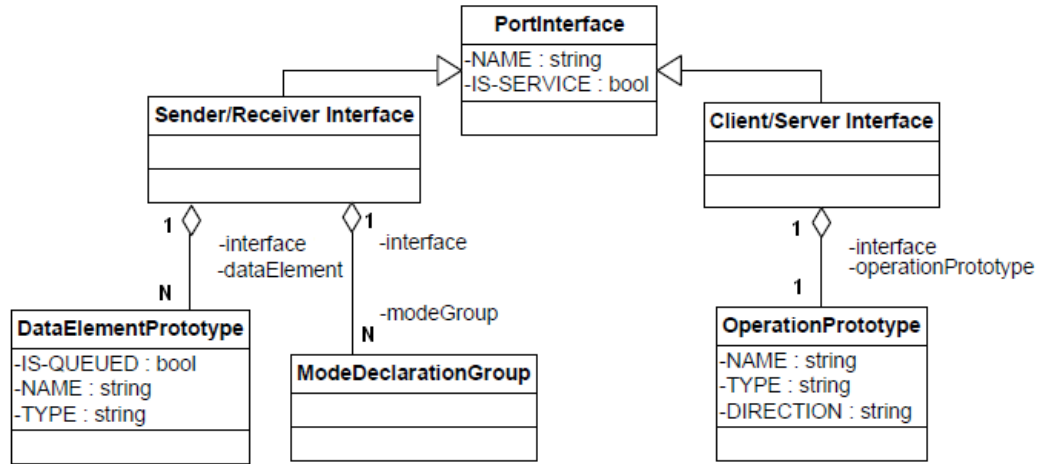 PortInterface
-NAME : string
-IS-SERVICE : bool
Sender/Receiver Interface
Client/Server Interface
1
-interface
-dataElement
N
1
-interface
-modeGroup
N
1
-interface
-operationPrototype
1
DataElementPrototype
-IS-QUEUED : bool
-NAME : string
-TYPE : string
ModeDeclarationGroup
OperationPrototype
-NAME : string
-TYPE : string
-DIRECTION : string